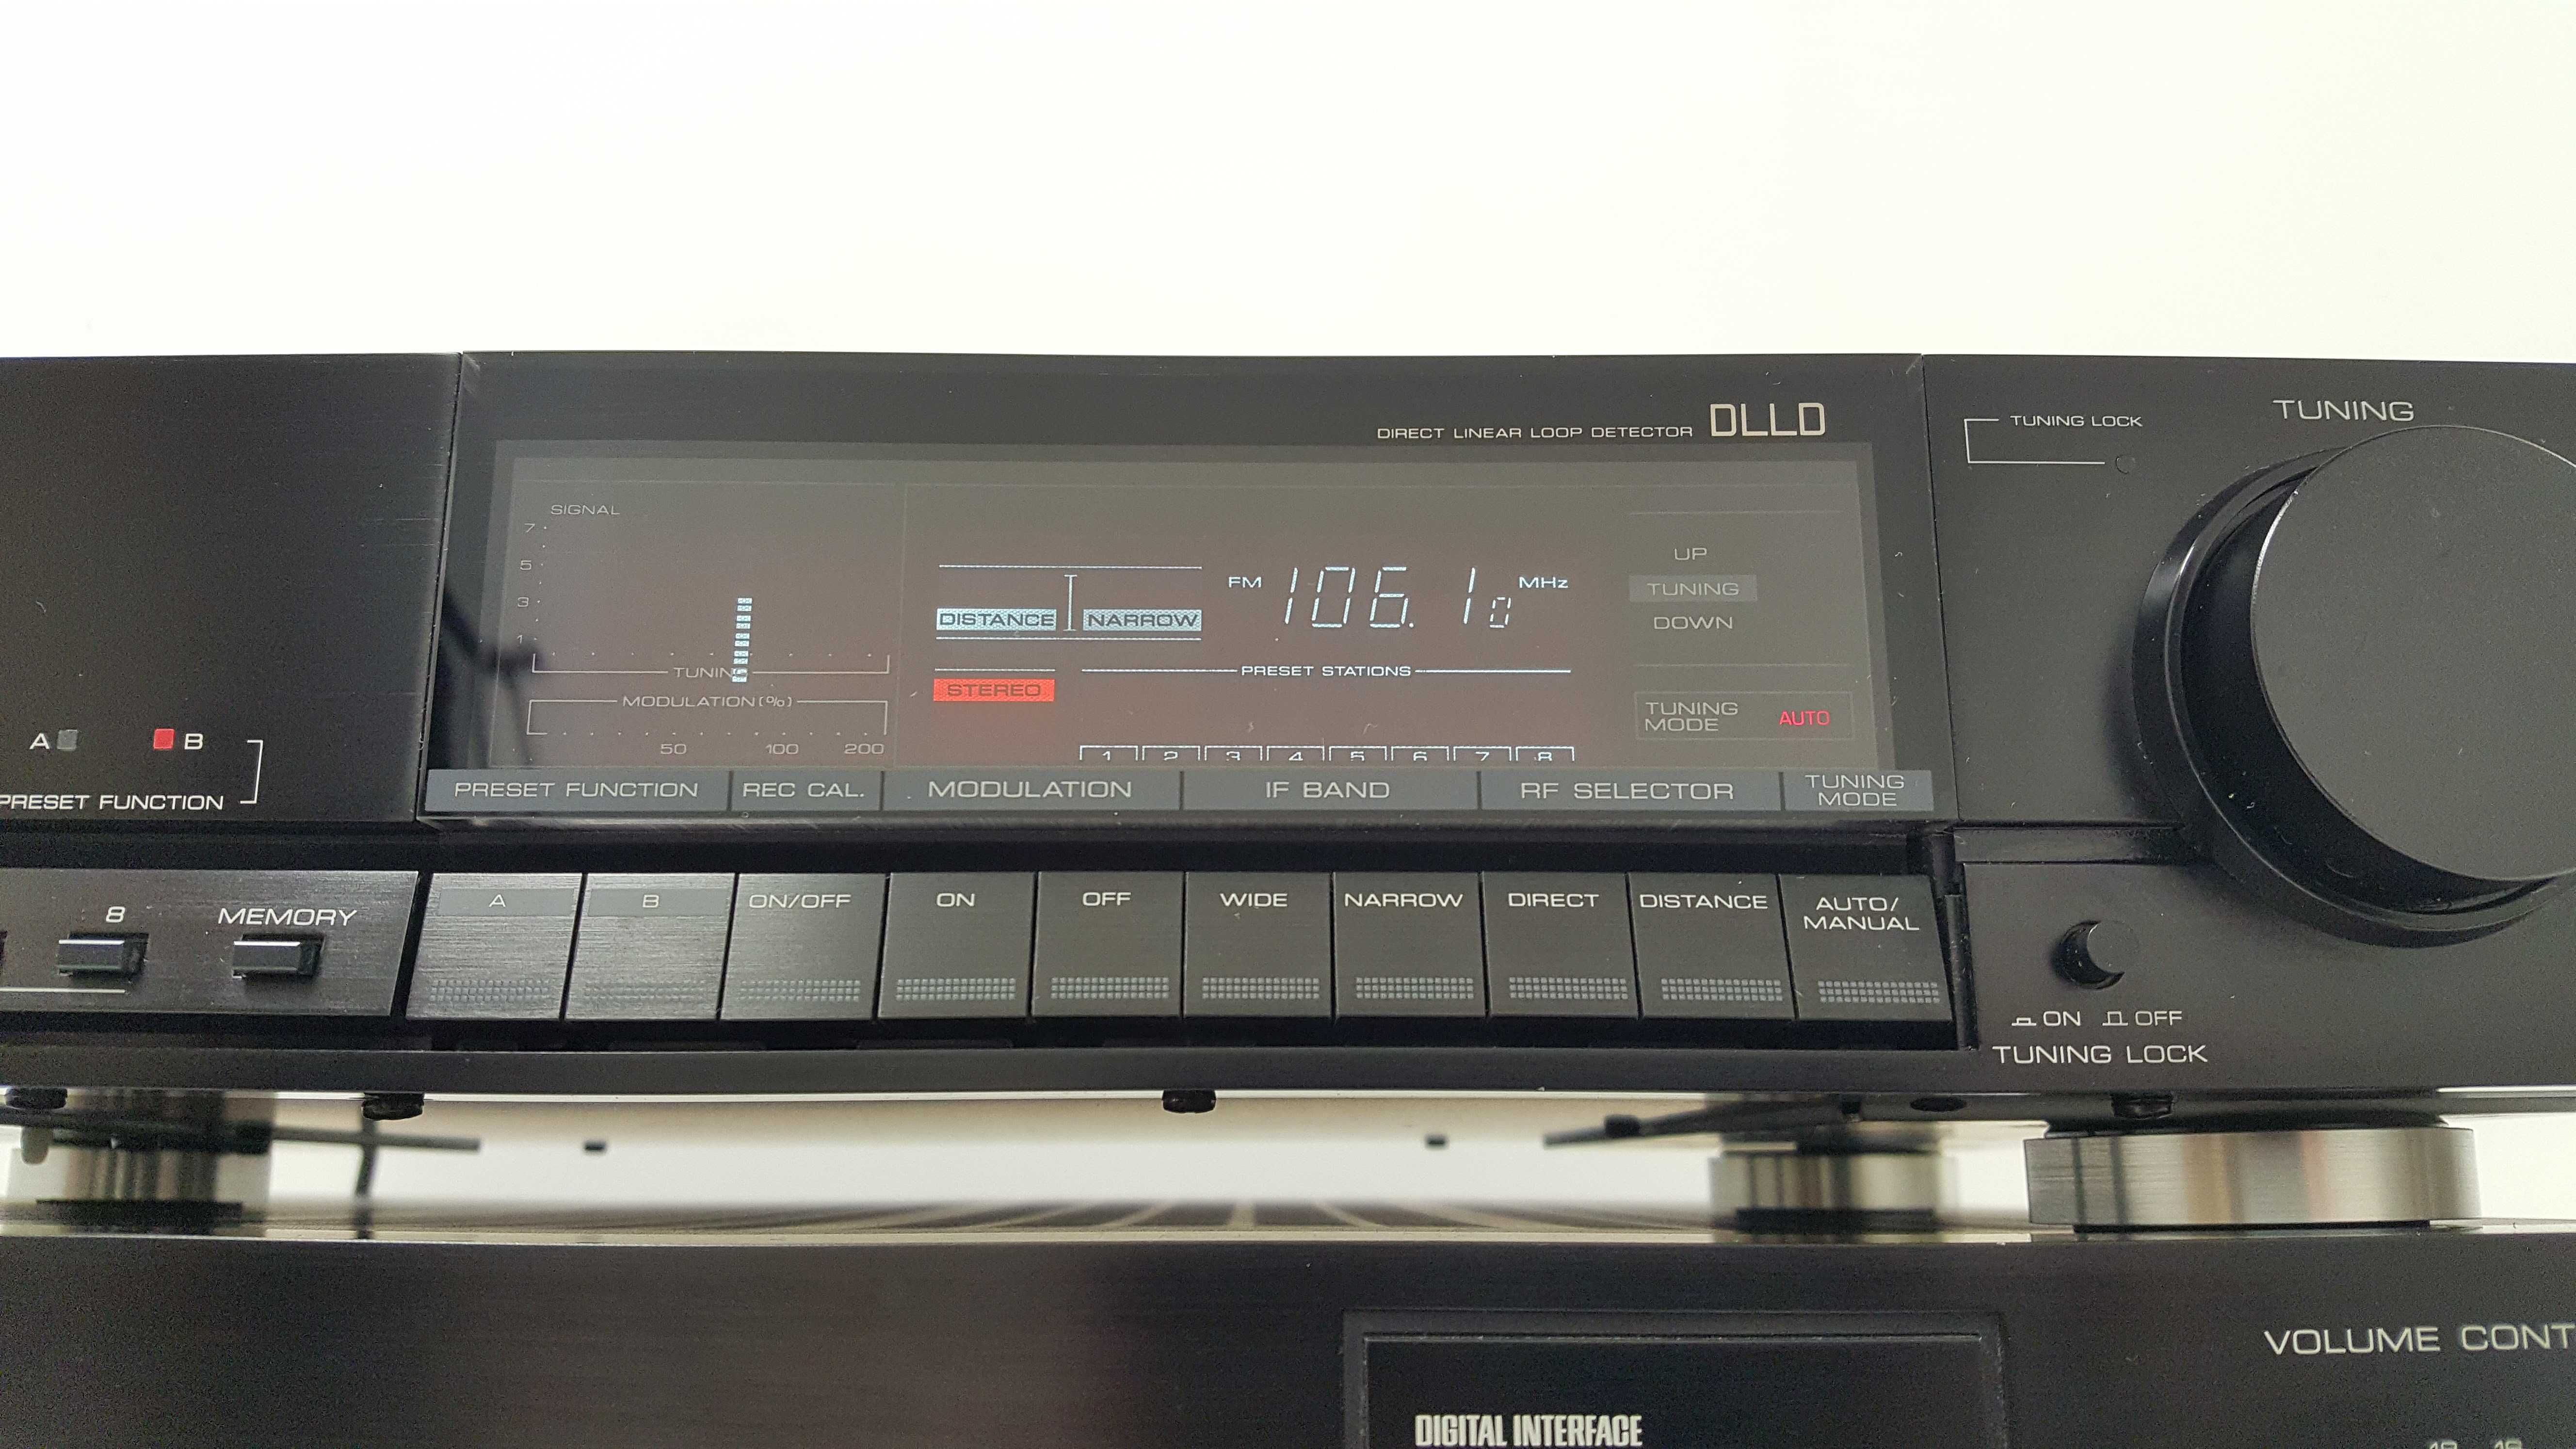 DIRECT LINEAR LOOP DETECTOR DLLD
TUNING LOCK
TUNING
SIGNAL
7
5
3
1
TUNING
MODULATION (%)
50 100 200
DISTANCE NARROW
FM 106.10 MHz
STEREO
PRESET STATIONS
1 2 3 4 5 6 7 8
UP
TUNING
DOWN
TUNING
MODE
AUTO
A B
PRESET FUNCTION
PRESET FUNCTION REC CAL. MODULATION IF BAND RF SELECTOR TUNING
MODE
8 MEMORY
A B ON/OFF ON OFF WIDE NARROW DIRECT DISTANCE AUTO/
MANUAL
ON OFF
TUNING LOCK
VOLUME CONT
DIGITAL INTERFACE